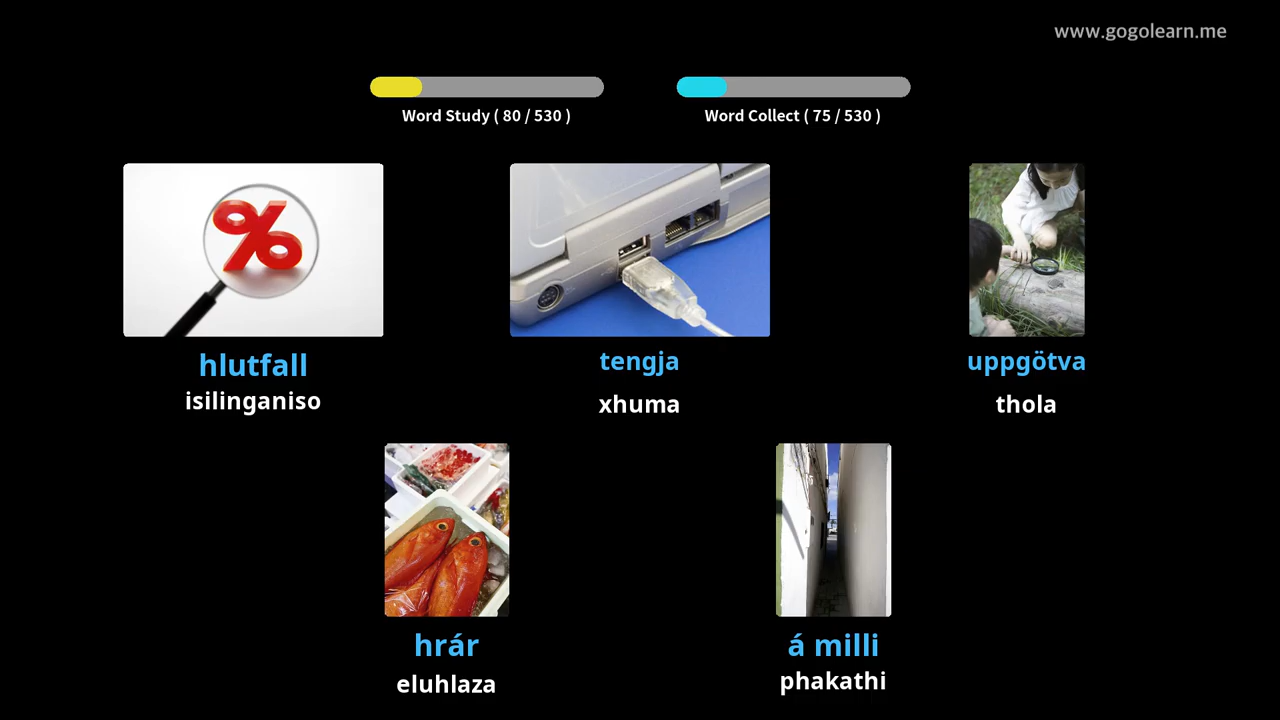 www.gogolearn.me
Word Study ( 80 / 530 )
Word Collect ( 75 / 530 )
hlutfall
isilinganiso
tengja
xhuma
uppgötva
thola
hrár
eluhlaza
á milli
phakathi